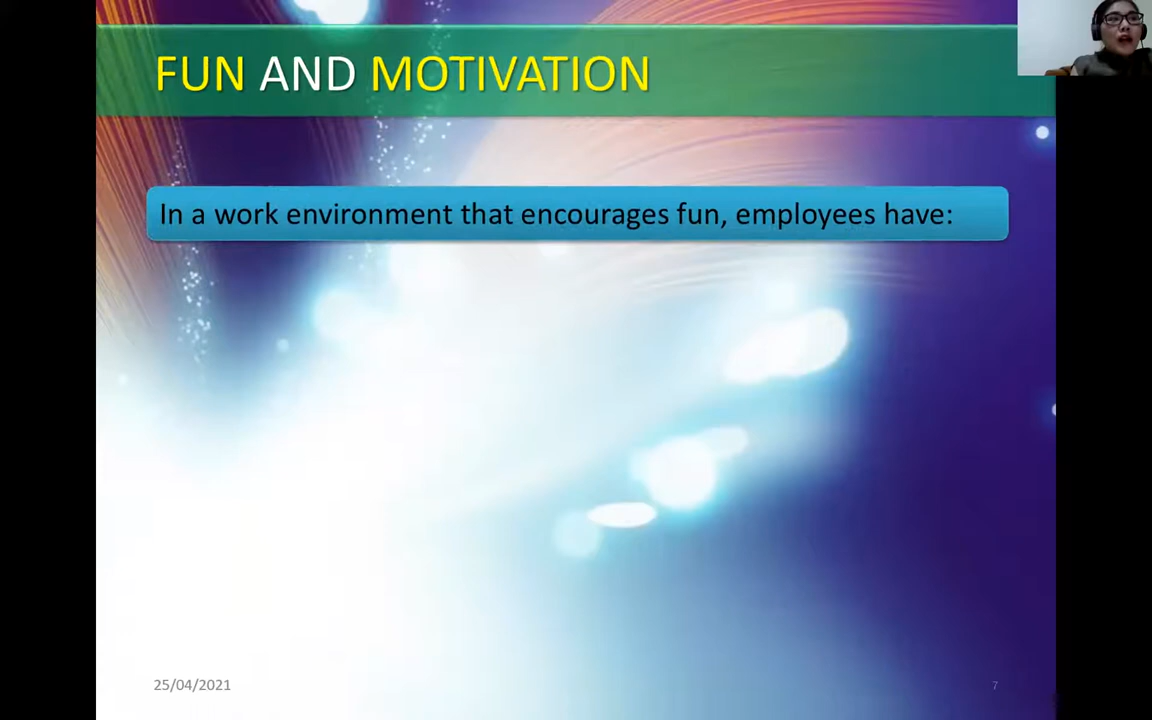 FUN AND MOTIVATION
In a work environment that encourages fun, employees have:
25/04/2021
7